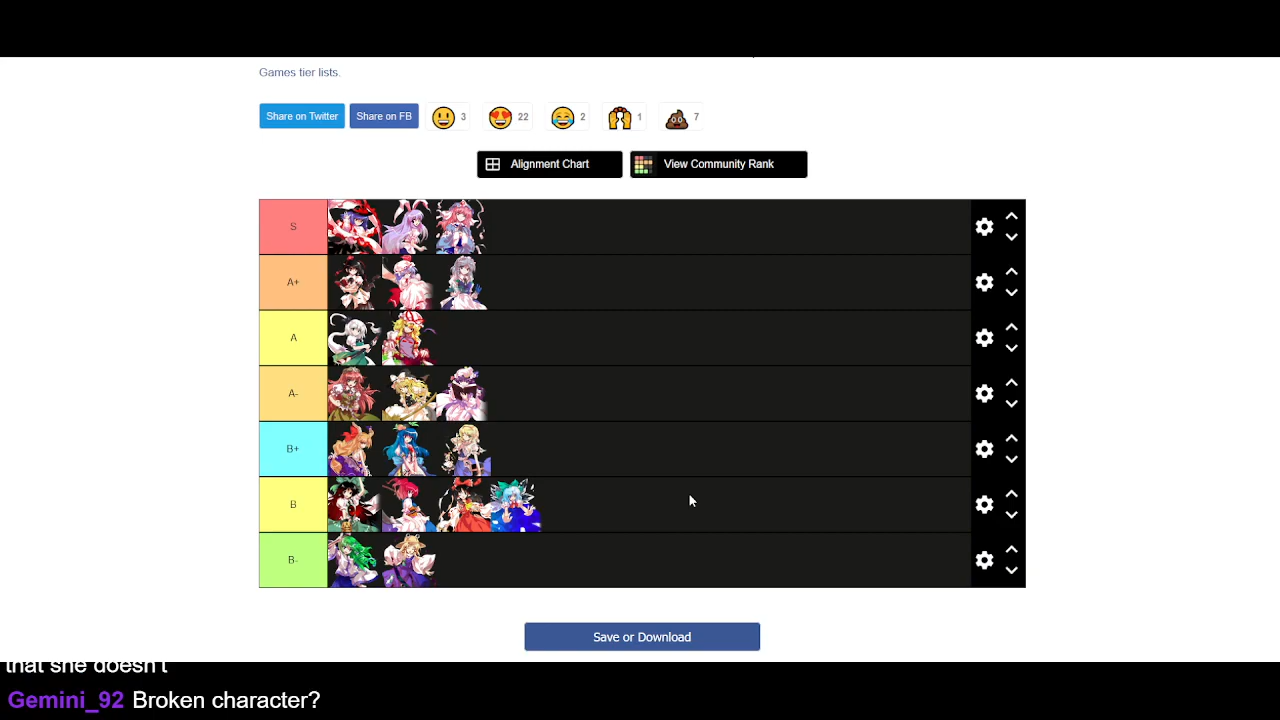 Games tier lists.
Share on Twitter Share on FB 3 22 2 1 7
Alignment Chart View Community Rank
S
A+
A
A-
B+
B
B-
Save or Download
that she doesn't
Gemini_92 Broken character?